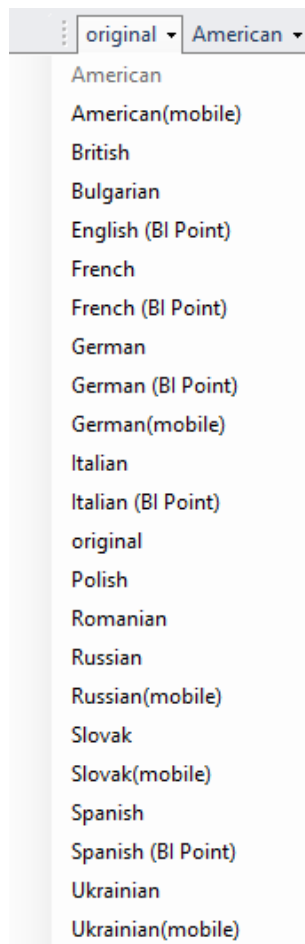 original American
American
American(mobile)
British
Bulgarian
English (BI Point)
French
French (BI Point)
German
German (BI Point)
German(mobile)
Italian
Italian (BI Point)
original
Polish
Romanian
Russian
Russian(mobile)
Slovak
Slovak(mobile)
Spanish
Spanish (BI Point)
Ukrainian
Ukrainian(mobile)